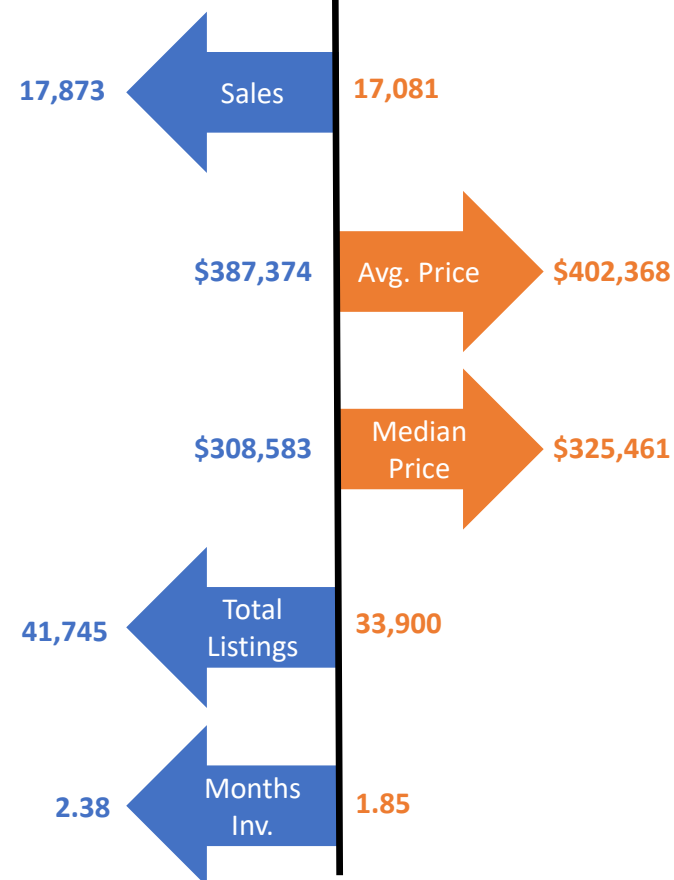 17,873 Sales 17,081
$387,374 Avg. Price $402,368
$308,583 Median Price $325,461
41,745 Total Listings 33,900
2.38 Months Inv. 1.85